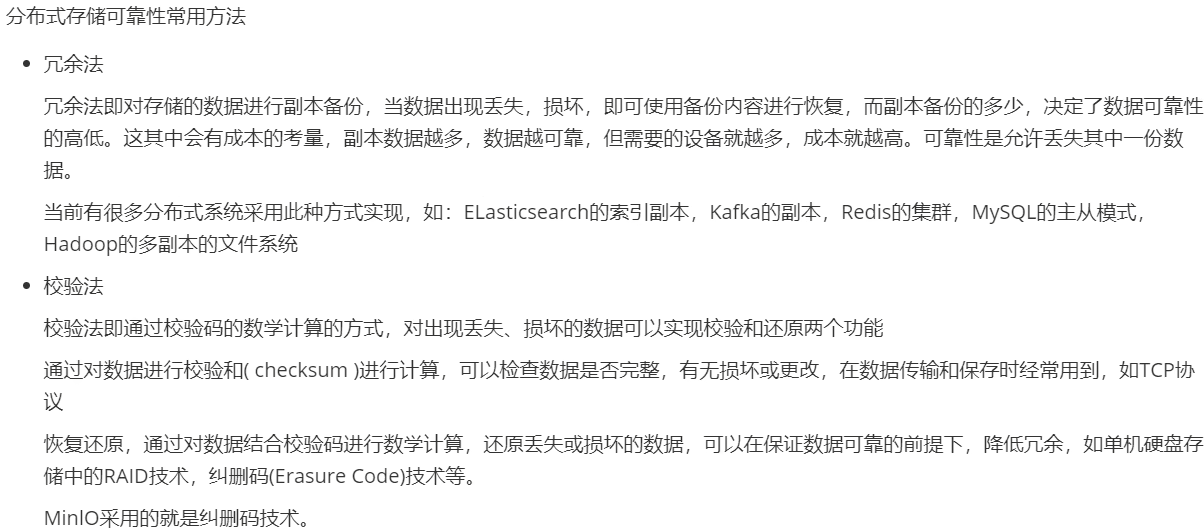 分布式存储可靠性常用方法
冗余法
冗余法即对存储的数据进行副本备份，当数据出现丢失，损坏，即可使用备份内容进行恢复，而副本备份的多少，决定了数据可靠性
的高低。这其中会有成本的考量，副本数据越多，数据越可靠，但需要的设备就越多，成本就越高。可靠性是允许丢失其中一份数
据。
当前有很多分布式系统采用此种方式实现，如：ELasticsearch的索引副本，Kafka的副本，Redis的集群，MySQL的主从模式，
Hadoop的多副本的文件系统
校验法
校验法即通过校验码的数学计算的方式，对出现丢失、损坏的数据可以实现校验和还原两个功能
通过对数据进行校验和( checksum )进行计算，可以检查数据是否完整，有无损坏或更改，在数据传输和保存时经常用到，如TCP协
议
恢复还原，通过对数据结合校验码进行数学计算，还原丢失或损坏的数据，可以在保证数据可靠的前提下，降低冗余，如单机硬盘存
储中的RAID技术，纠删码(Erasure Code)技术等。
MinIO采用的就是纠删码技术。